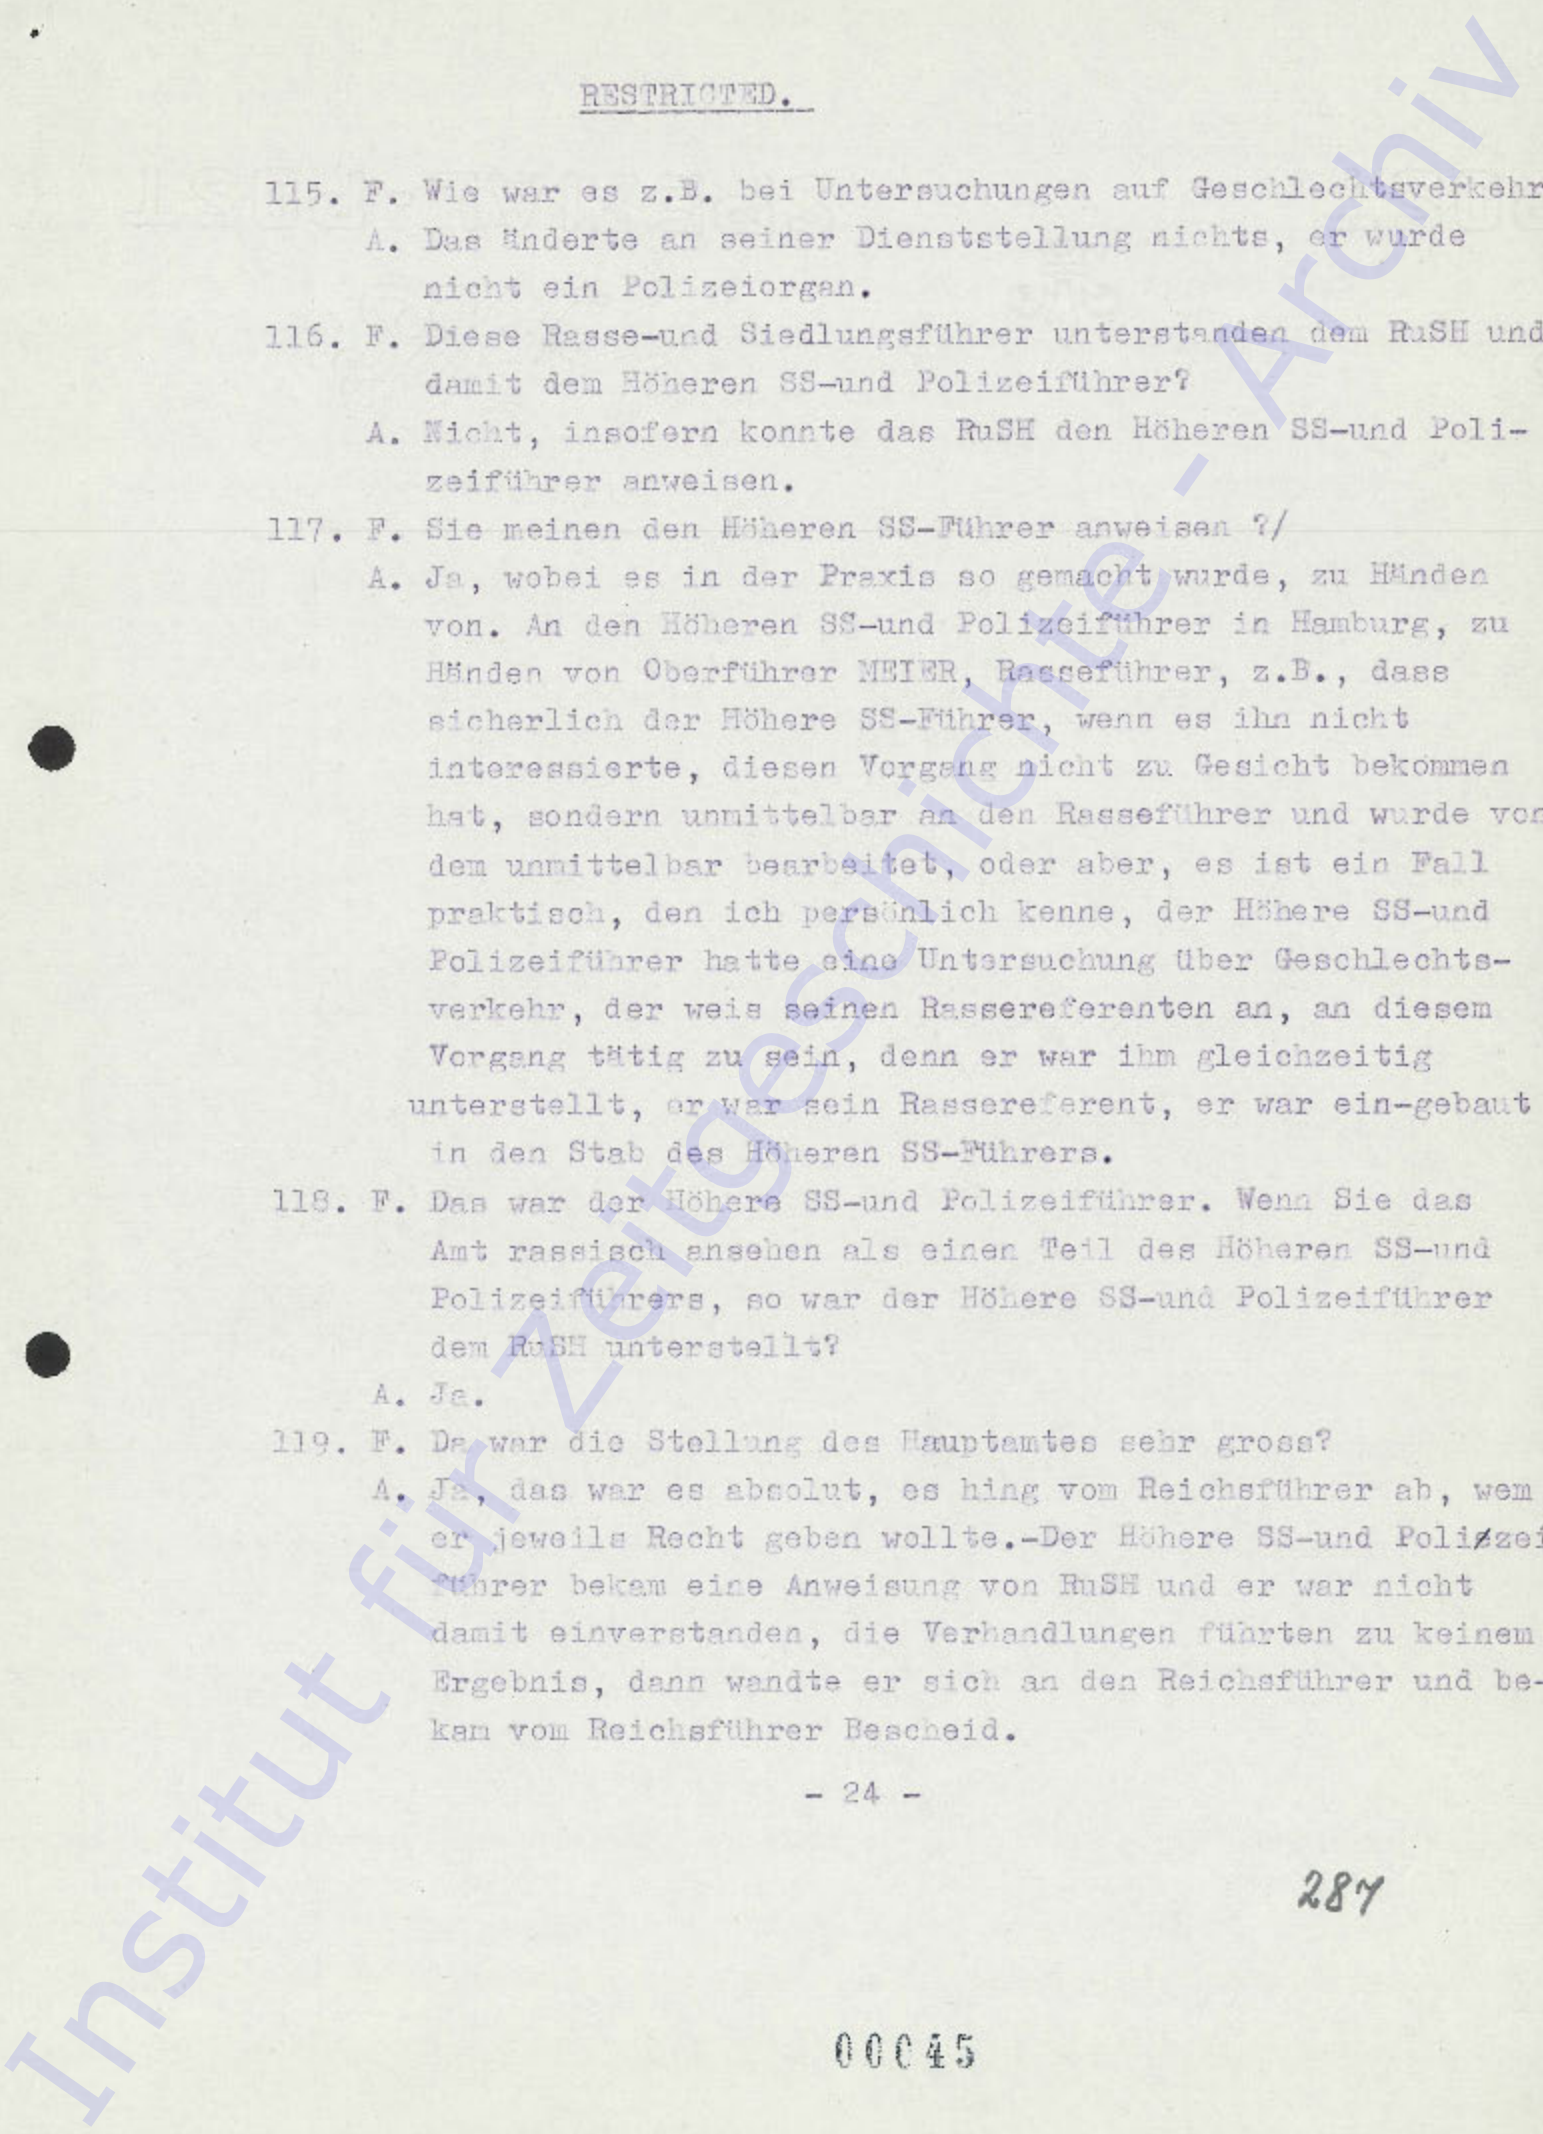 RESTRICTED.
115. F. Wie war es z.B. bei Untersuchungen auf Geschlechtsverkehr
A. Das änderte an seiner Dienststellung nichts, er wurde
nicht ein Polizeiorgan.
116. F. Diese Rasse-und Siedlungsführer unterstanden dem RuSH und
damit dem Höheren SS-und Polizeiführer?
A. Nicht, insofern konnte das RuSH den Höheren SS-und Poli-
zeiführer anweisen.
117. F. Sie meinen den Höheren SS-Führer anweisen ?/
A. Ja, wobei es in der Praxis so gemacht wurde, zu Händen
von. An den Höheren SS-und Polizeiführer in Hamburg, zu
Händen von Oberführer MEIER, Rasseführer, z.B., dass
sicherlich der Höhere SS-Führer, wenn es ihn nicht
interessierte, diesen Vorgang nicht zu Gesicht bekommen
hat, sondern unmittelbar an den Rasseführer und wurde von
dem unmittelbar bearbeitet, oder aber, es ist ein Fall
praktisch, den ich persönlich kenne, der Höhere SS-und
Polizeiführer hatte eine Untersuchung über Geschlechts-
verkehr, der weis seinen Rassereferenten an, an diesem
Vorgang tätig zu sein, denn er war ihm gleichzeitig
unterstellt, er war sein Rassereferent, er war ein-gebaut
in den Stab des Höheren SS-Führers.
118. F. Das war der Höhere SS-und Polizeiführer. Wenn Sie das
Amt rassisch ansehen als einen Teil des Höheren SS-und
Polizeiführers, so war der Höhere SS-und Polizeiführer
dem RuSH unterstellt?
A. Ja.
119. F. Da war die Stellung des Hauptamtes sehr gross?
A. Ja, das war es absolut, es hing vom Reichsführer ab, wem
er jeweils Recht geben wollte.-Der Höhere SS-und Polizei
führer bekam eine Anweisung von RuSH und er war nicht
damit einverstanden, die Verhandlungen führten zu keinem
Ergebnis, dann wandte er sich an den Reichsführer und be-
kam vom Reichsführer Bescheid.
- 24 -
287
00045
Institut für Zeitgeschichte - Archiv